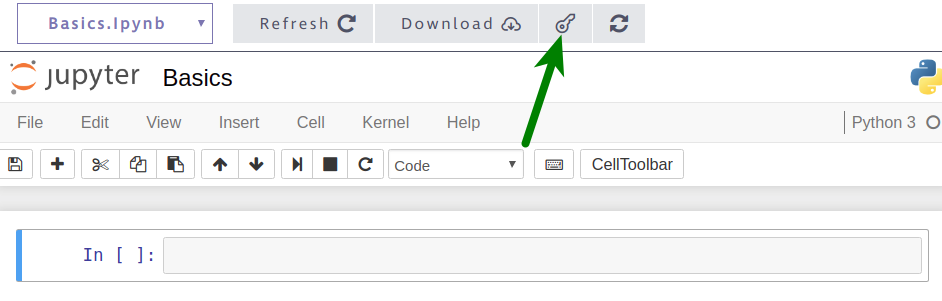 Basics.Ipynb Refresh Download
jupyter Basics
File Edit View Insert Cell Kernel Help Python 3
Code CellToolbar
In [ ]: